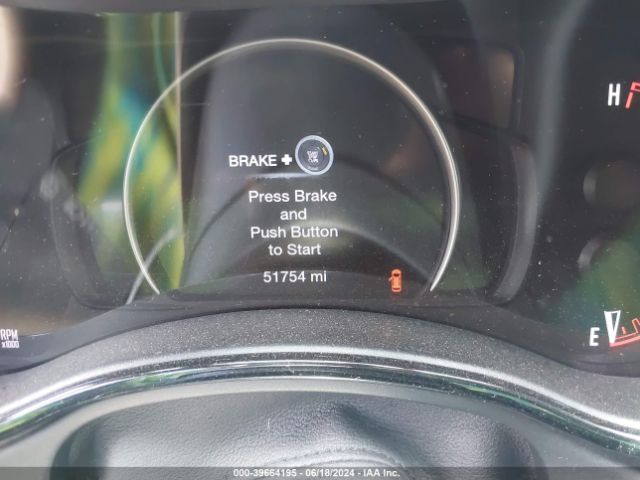 H
BRAKE +
Press Brake
and
Push Button
to Start
51754 mi
RPM
x1000
E
000-39664195 - 06/18/2024 - IAA Inc.